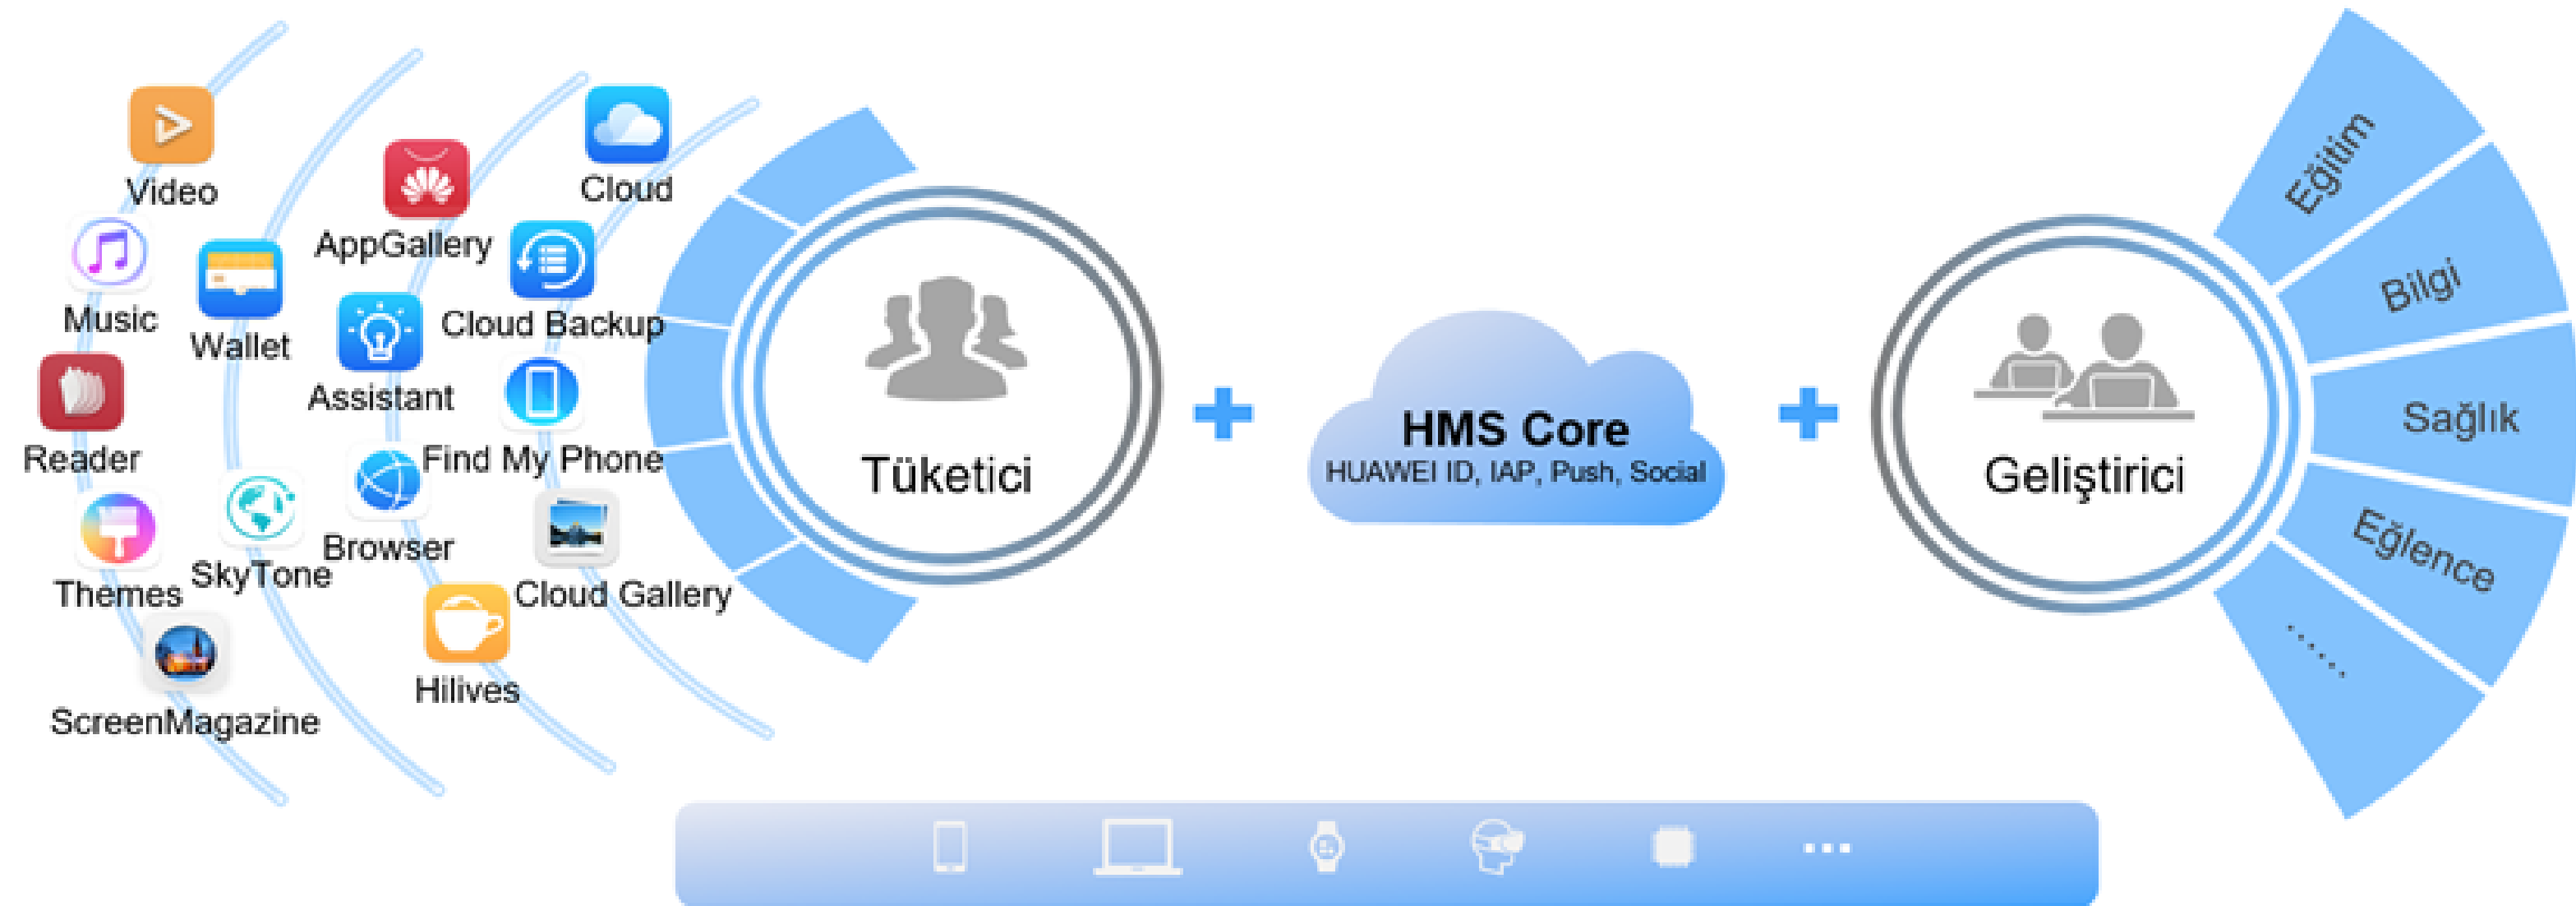 Video
Music
Reader
Themes
ScreenMagazine
Wallet
SkyTone
AppGallery
Assistant
Browser
Hilives
Cloud
Cloud Backup
Find My Phone
Cloud Gallery
Tüketici
HMS Core
HUAWEI ID, IAP, Push, Social
Geliştirici
Eğitim
Bilgi
Sağlık
Eğlence
......